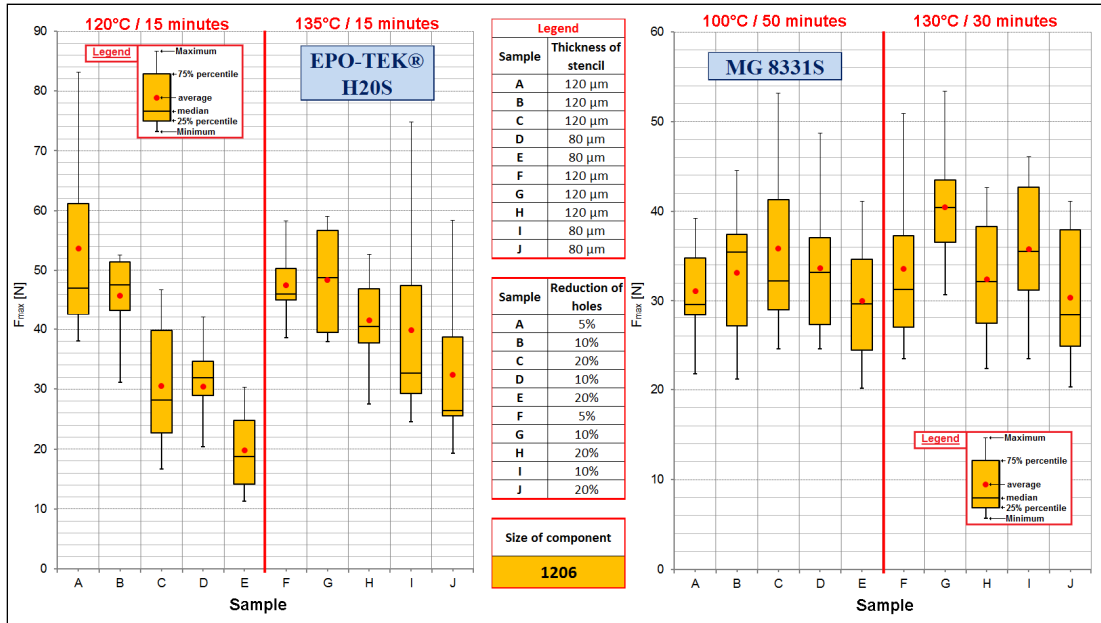 120°C / 15 minutes
135°C / 15 minutes
Legend
Maximum
75% percentile
average
median
25% percentile
Minimum
EPO-TEK®
H20S
90
80
70
60
50
40
30
20
10
0
Fmax [N]
A B C D E F G H I J
Sample
Legend
Sample Thickness of stencil
A 120 µm
B 120 µm
C 120 µm
D 80 µm
E 80 µm
F 120 µm
G 120 µm
H 120 µm
I 80 µm
J 80 µm
Sample Reduction of holes
A 5%
B 10%
C 20%
D 10%
E 20%
F 5%
G 10%
H 20%
I 10%
J 20%
Size of component
1206
100°C / 50 minutes
130°C / 30 minutes
MG 8331S
60
50
40
30
20
10
0
Fmax [N]
Legend
Maximum
75% percentile
average
median
25% percentile
Minimum
A B C D E F G H I J
Sample